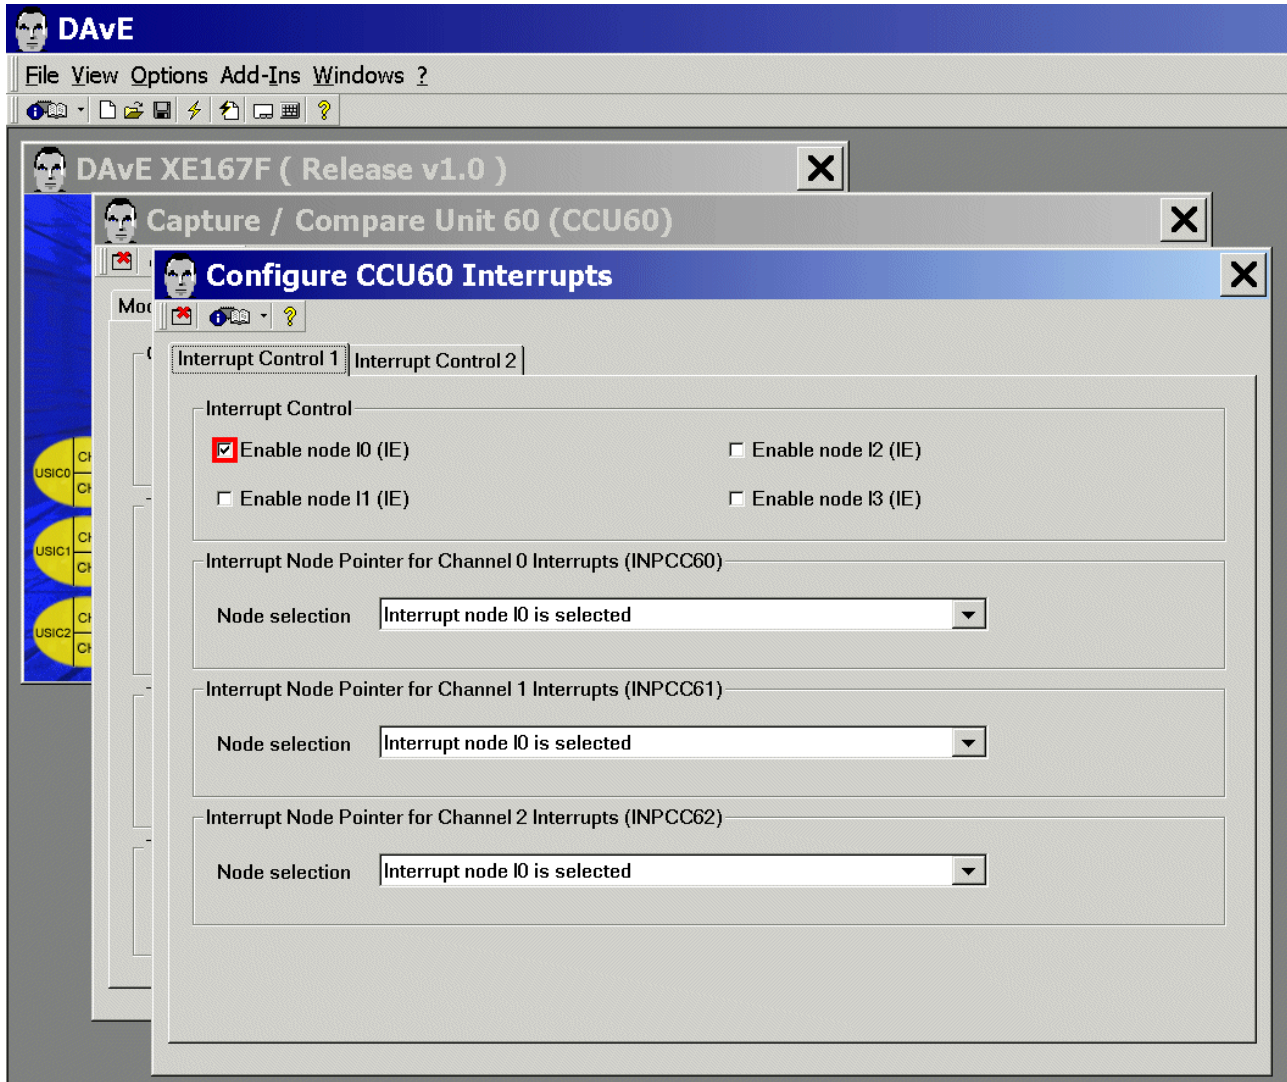 DAvE
File View Options Add-Ins Windows ?
DAvE XE167F ( Release v1.0 )
Capture / Compare Unit 60 (CCU60)
Configure CCU60 Interrupts
Interrupt Control 1 Interrupt Control 2
Interrupt Control
Enable node I0 (IE) Enable node I2 (IE)
Enable node I1 (IE) Enable node I3 (IE)
Interrupt Node Pointer for Channel 0 Interrupts (INPCC60)
Node selection Interrupt node I0 is selected
Interrupt Node Pointer for Channel 1 Interrupts (INPCC61)
Node selection Interrupt node I0 is selected
Interrupt Node Pointer for Channel 2 Interrupts (INPCC62)
Node selection Interrupt node I0 is selected
USIC0
USIC1
USIC2